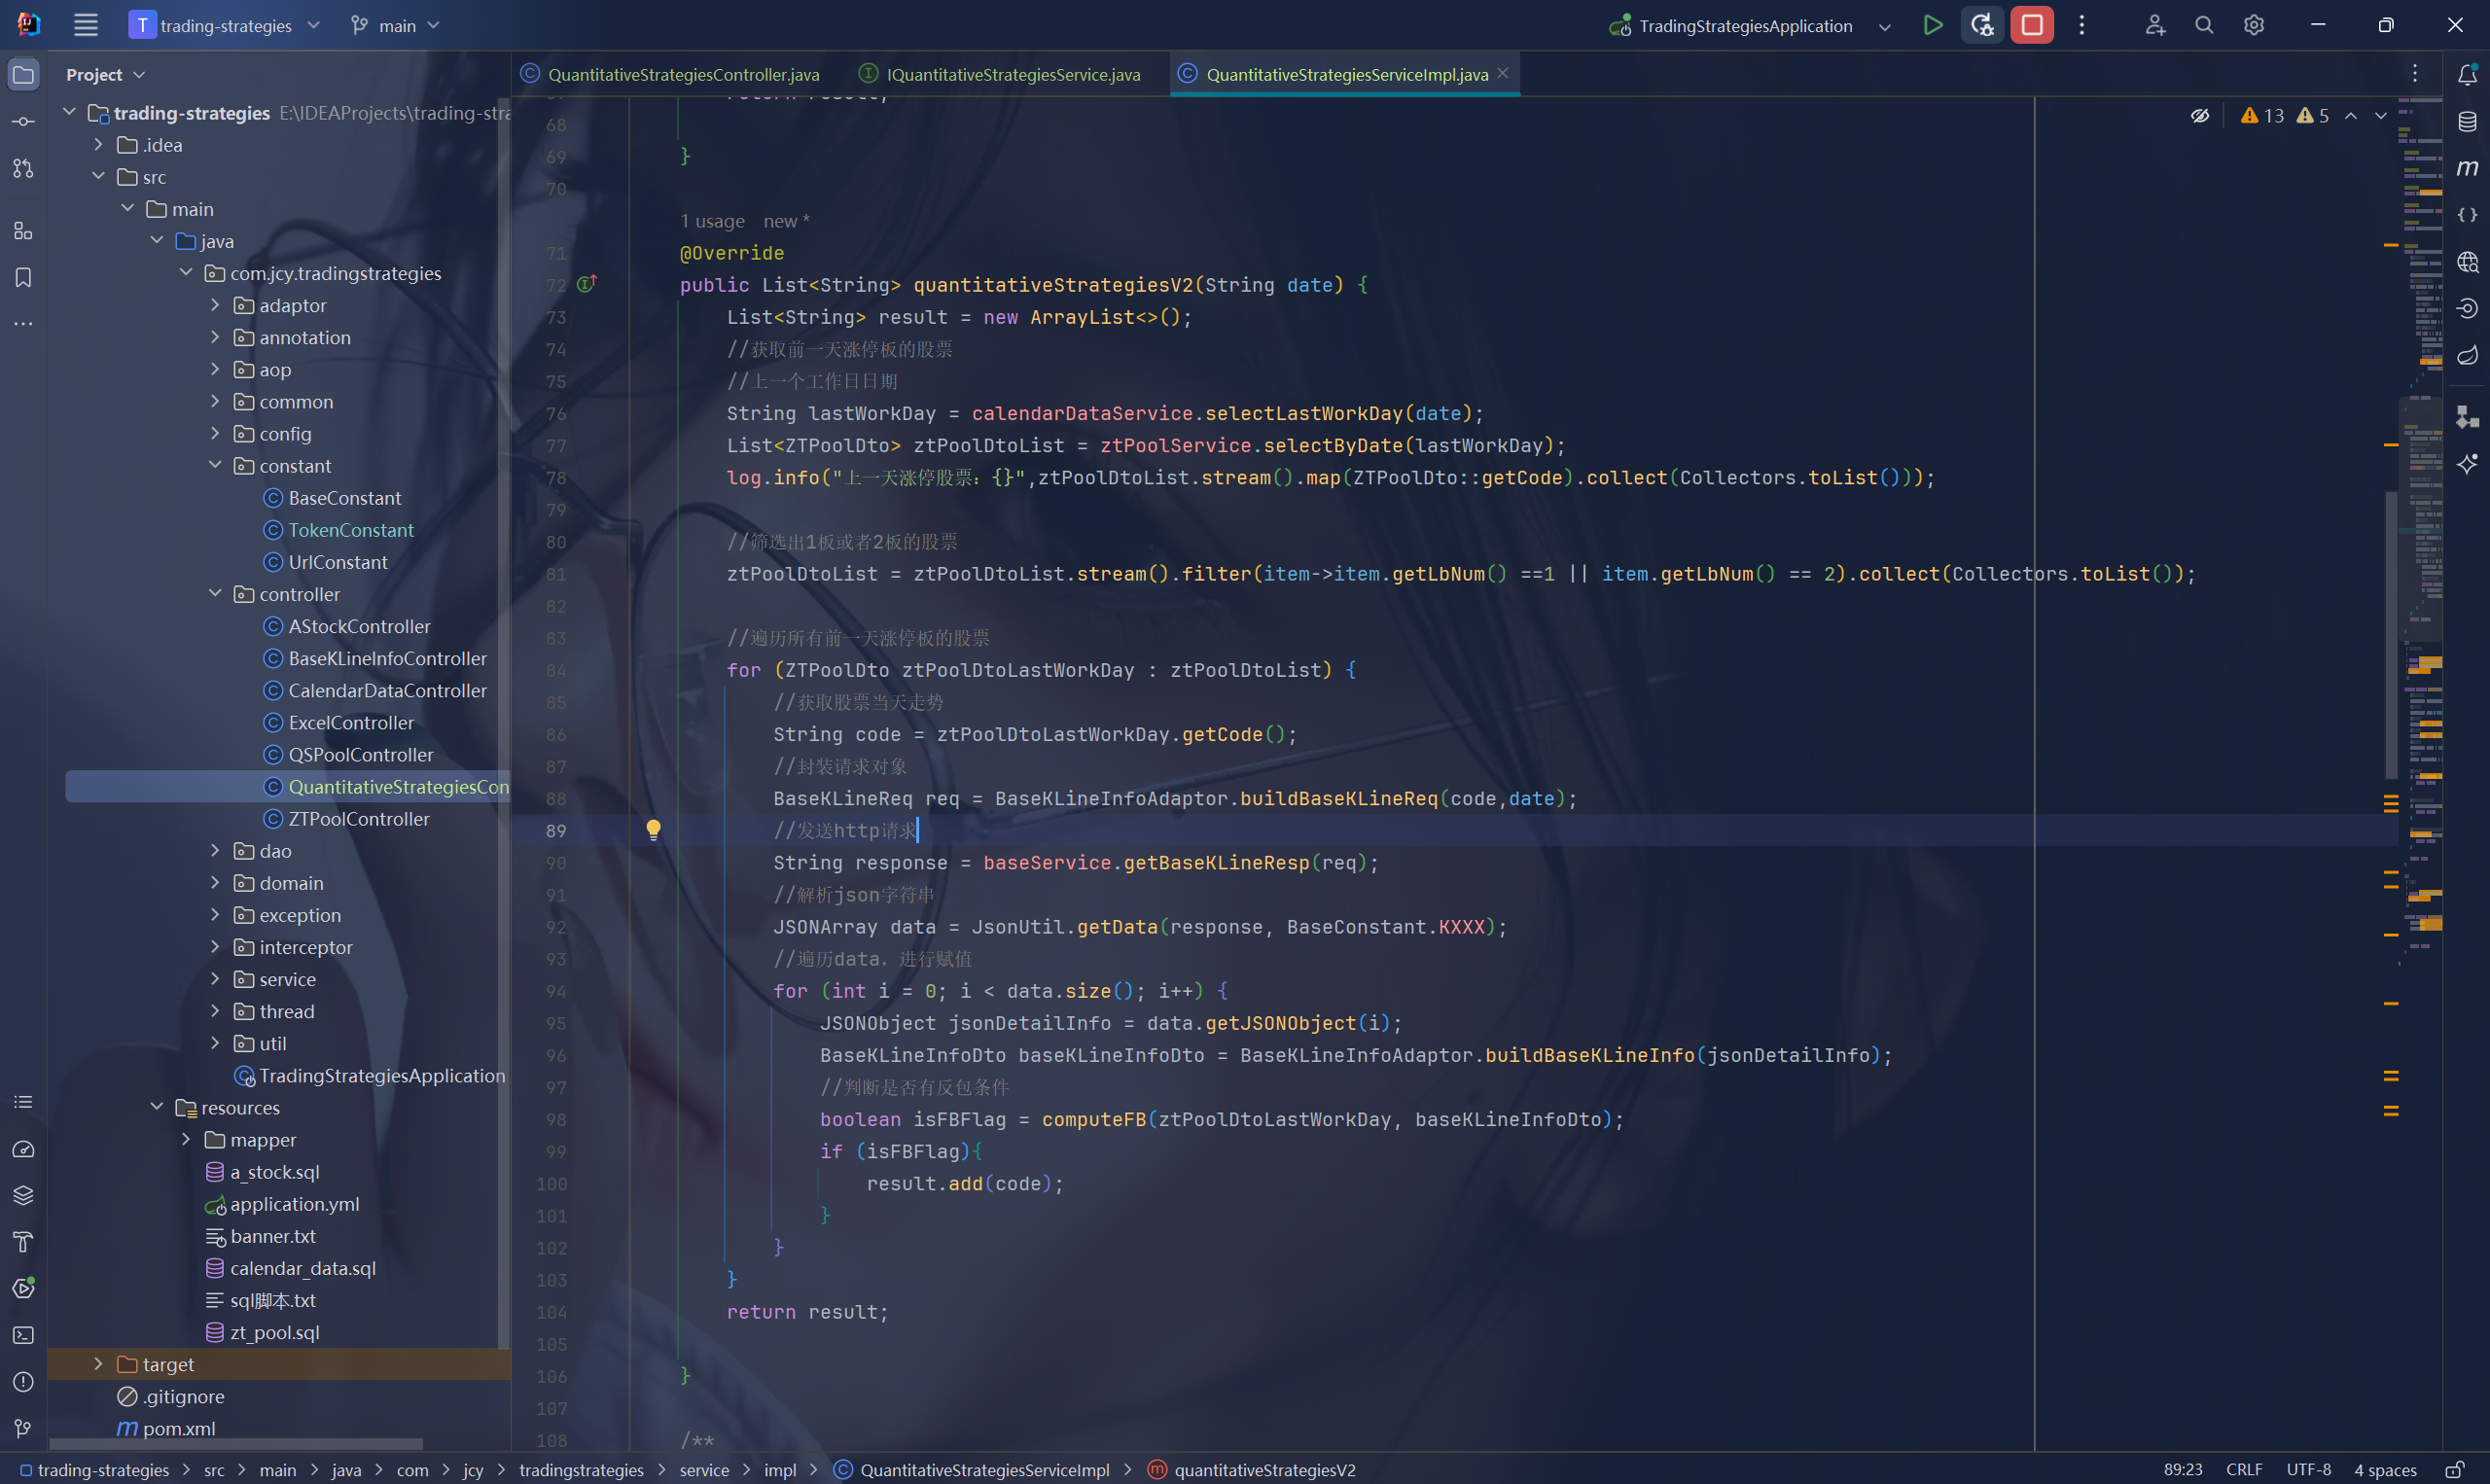 T trading-strategies main TradingStrategiesApplication
Project
QuantitativeStrategiesController.java IQuantitativeStrategiesService.java QuantitativeStrategiesServiceImpl.java
trading-strategies E:\IDEAProjects\trading-stra
.idea
src
main
java
com.jcy.tradingstrategies
adaptor
annotation
aop
common
config
constant
BaseConstant
TokenConstant
UrlConstant
controller
AStockController
BaseKLineInfoController
CalendarDataController
ExcelController
QSPoolController
QuantitativeStrategiesCon
ZTPoolController
dao
domain
exception
interceptor
service
thread
util
TradingStrategiesApplication
resources
mapper
a_stock.sql
application.yml
banner.txt
calendar_data.sql
sql脚本.txt
zt_pool.sql
target
.gitignore
pom.xml
13 5
return result;
68
69 }
70
1 usage new *
71 @Override
72 public List<String> quantitativeStrategiesV2(String date) {
73 List<String> result = new ArrayList<>();
74 //获取前一天涨停板的股票
75 //上一个工作日日期
76 String lastWorkDay = calendarDataService.selectLastWorkDay(date);
77 List<ZTPoolDto> ztPoolDtoList = ztPoolService.selectByDate(lastWorkDay);
78 log.info("上一天涨停股票：{}",ztPoolDtoList.stream().map(ZTPoolDto::getCode).collect(Collectors.toList()));
79
80 //筛选出1板或者2板的股票
81 ztPoolDtoList = ztPoolDtoList.stream().filter(item->item.getLbNum() ==1 || item.getLbNum() == 2).collect(Collectors.toList());
82
83 //遍历所有前一天涨停板的股票
84 for (ZTPoolDto ztPoolDtoLastWorkDay : ztPoolDtoList) {
85 //获取股票当天走势
86 String code = ztPoolDtoLastWorkDay.getCode();
87 //封装请求对象
88 BaseKLineReq req = BaseKLineInfoAdaptor.buildBaseKLineReq(code,date);
89 //发送http请求
90 String response = baseService.getBaseKLineResp(req);
91 //解析json字符串
92 JSONArray data = JsonUtil.getData(response, BaseConstant.KXXX);
93 //遍历data，进行赋值
94 for (int i = 0; i < data.size(); i++) {
95 JSONObject jsonDetailInfo = data.getJSONObject(i);
96 BaseKLineInfoDto baseKLineInfoDto = BaseKLineInfoAdaptor.buildBaseKLineInfo(jsonDetailInfo);
97 //判断是否有反包条件
98 boolean isFBFlag = computeFB(ztPoolDtoLastWorkDay, baseKLineInfoDto);
99 if (isFBFlag){
100 result.add(code);
101 }
102 }
103 }
104 return result;
105
106 }
107
108 /**
trading-strategies > src > main > java > com > jcy > tradingstrategies > service > impl > QuantitativeStrategiesServiceImpl > quantitativeStrategiesV2
89:23 CRLF UTF-8 4 spaces